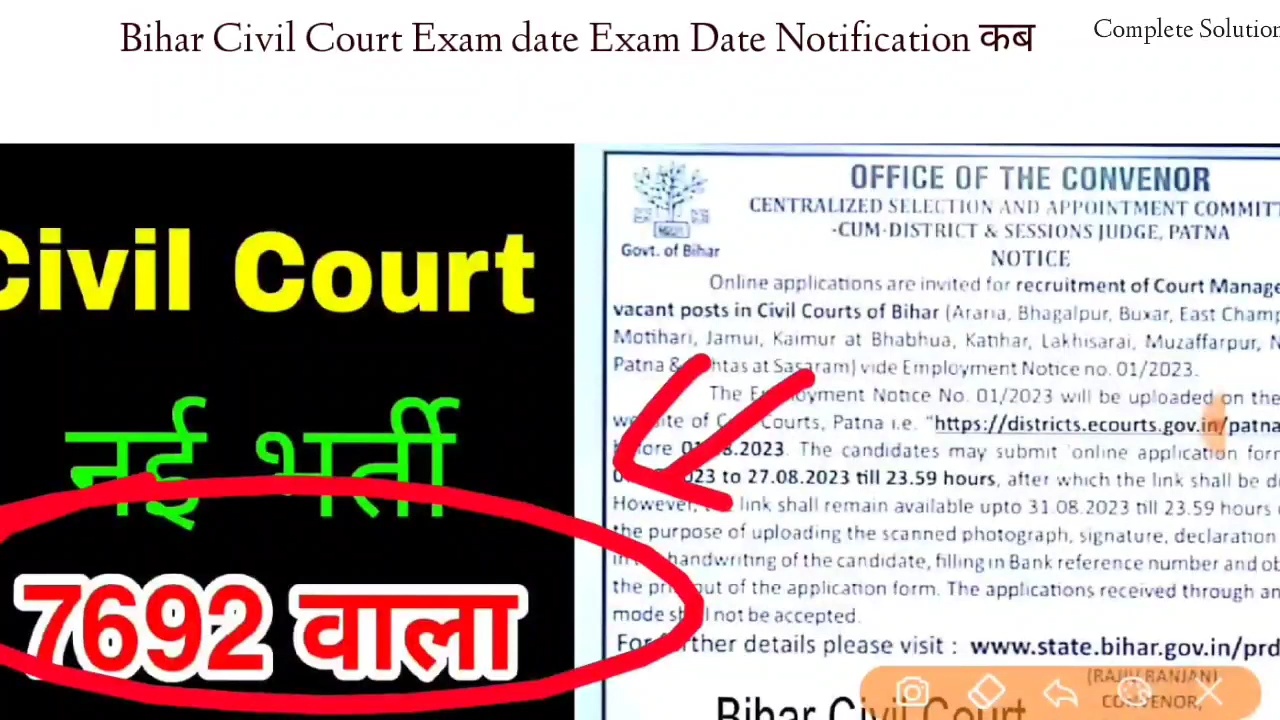 Bihar Civil Court Exam date Exam Date Notification कब
Complete Solution
Civil Court
नई भर्ती
7692 वाला
Govt. of Bihar
OFFICE OF THE CONVENOR
CENTRALIZED SELECTION AND APPOINTMENT COMMITT
-CUM-DISTRICT & SESSIONS JUDGE, PATNA
NOTICE
Online applications are invited for recruitment of Court Manage
vacant posts in Civil Courts of Bihar (Araria, Bhagalpur, Buxar, East Champ
Motihari, Jamui, Kaimur at Bhabhua, Katihar, Lakhisarai, Muzaffarpur, N
Patna & htas at Sasaram) vide Employment Notice no. 01/2023.
The Employment Notice No. 01/2023 will be uploaded on the
website of Courts, Patna i.e. "https://districts.ecourts.gov.in/patna
.2023. The candidates may submit online application form
023 to 27.08.2023 till 23.59 hours, after which the link shall be di
However, link shall remain available upto 31.08.2023 till 23.59 hours
the purpose of uploading the scanned photograph, signature, declaration
in handwriting of the candidate, filling in Bank reference number and ob
the print out of the application form. The applications received through an
mode shall not be accepted.
For further details please visit : www.state.bihar.gov.in/prd
(RAJIV RANJAN)
CONVENOR,
Bihar Civil Court